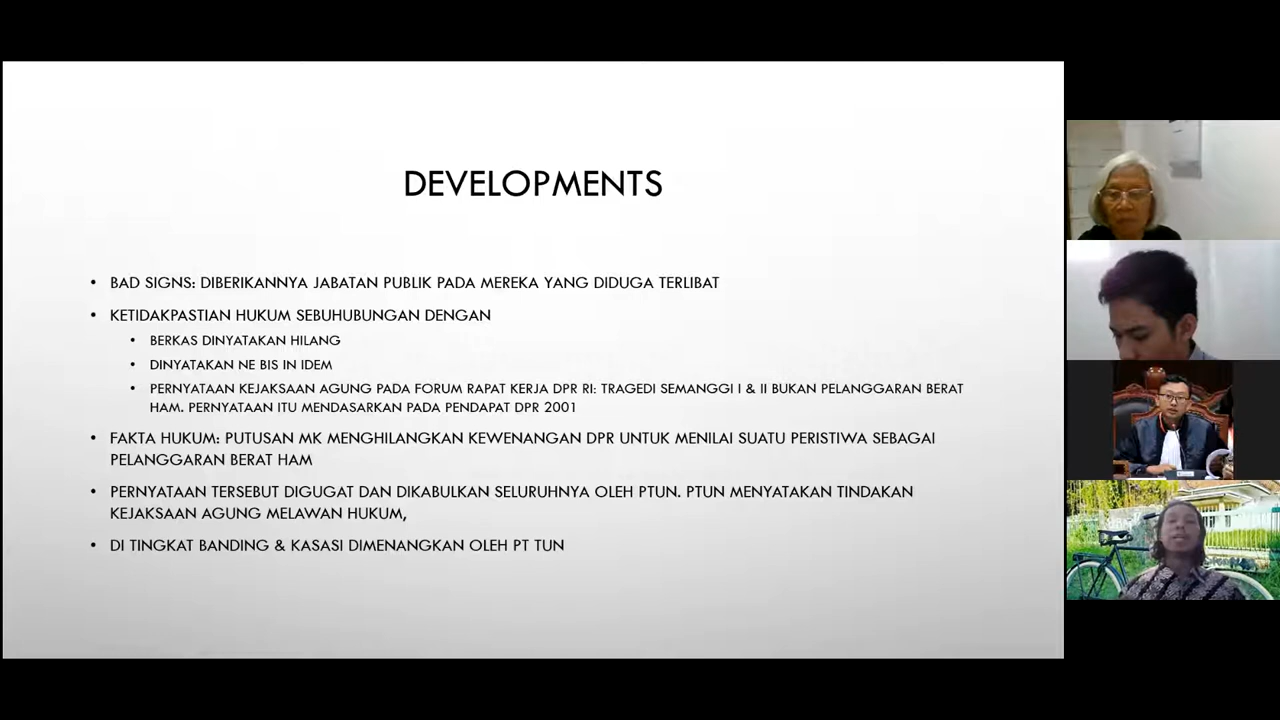 DEVELOPMENTS
• BAD SIGNS: DIBERIKANNYA JABATAN PUBLIK PADA MEREKA YANG DIDUGA TERLIBAT
• KETIDAKPASTIAN HUKUM SEBUHUBUNGAN DENGAN
• BERKAS DINYATAKAN HILANG
• DINYATAKAN NE BIS IN IDEM
• PERNYATAAN KEJAKSAAN AGUNG PADA FORUM RAPAT KERJA DPR RI: TRAGEDI SEMANGGI I & II BUKAN PELANGGARAN BERAT
HAM. PERNYATAAN ITU MENDASARKAN PADA PENDAPAT DPR 2001
• FAKTA HUKUM: PUTUSAN MK MENGHILANGKAN KEWENANGAN DPR UNTUK MENILAI SUATU PERISTIWA SEBAGAI
PELANGGARAN BERAT HAM
• PERNYATAAN TERSEBUT DIGUGAT DAN DIKABULKAN SELURUHNYA OLEH PTUN. PTUN MENYATAKAN TINDAKAN
KEJAKSAAN AGUNG MELAWAN HUKUM,
• DI TINGKAT BANDING & KASASI DIMENANGKAN OLEH PT TUN